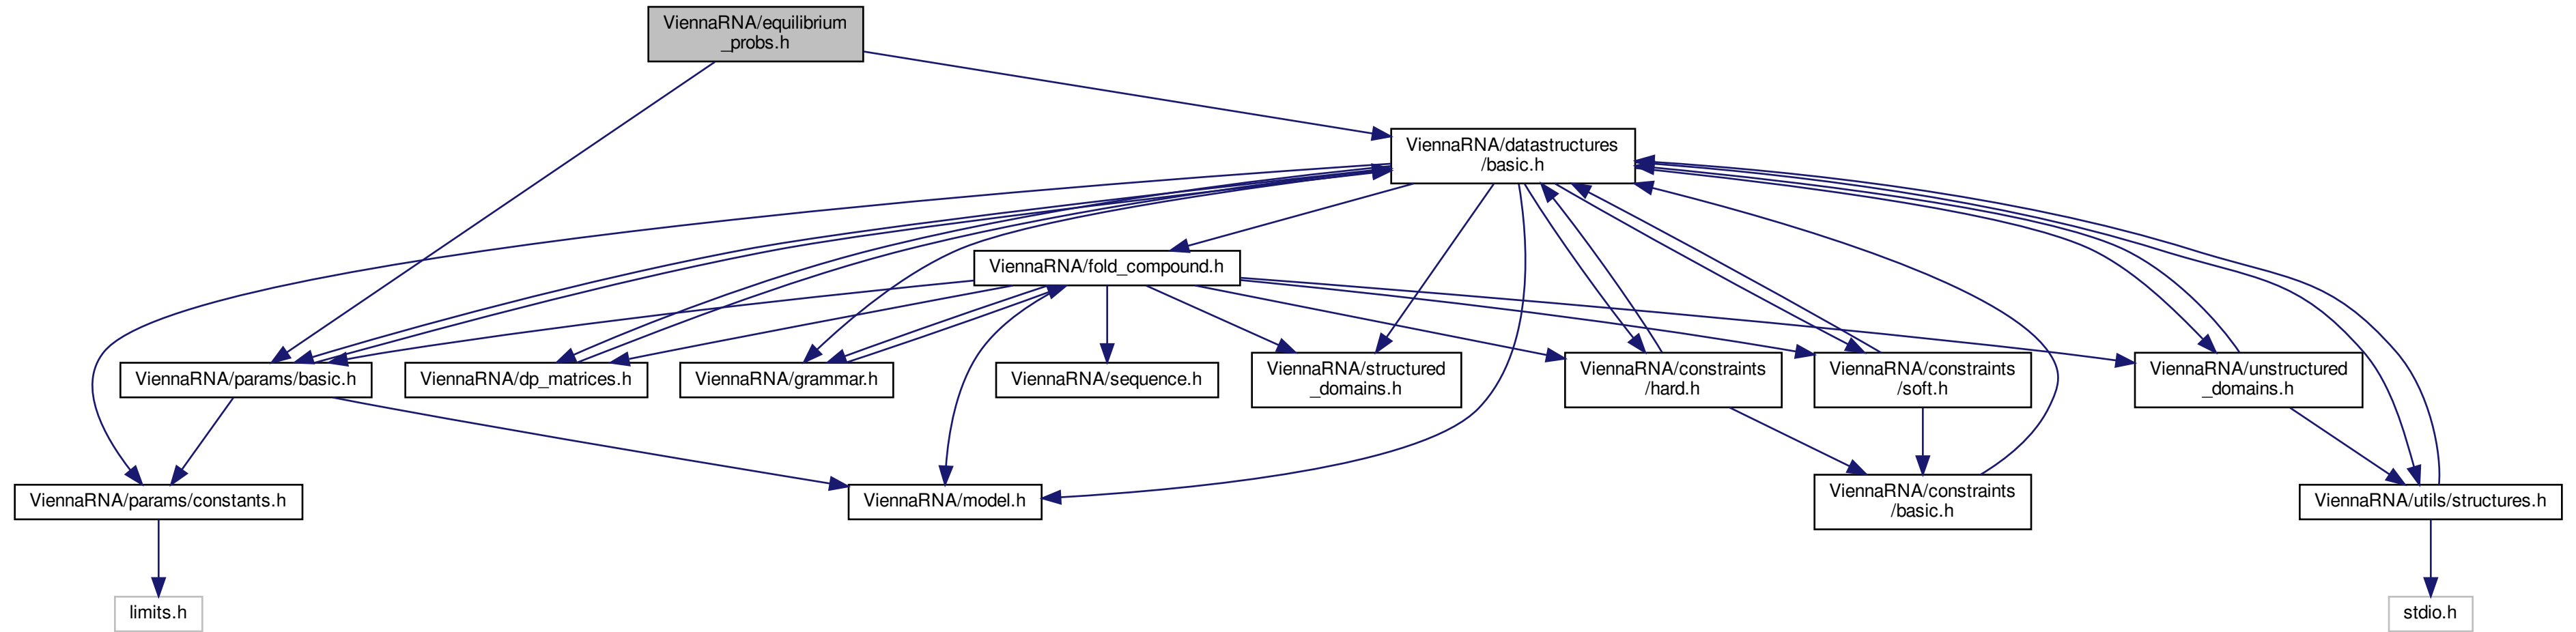 ViennaRNA/equilibrium
_probs.h
ViennaRNA/datastructures
/basic.h
ViennaRNA/fold_compound.h
ViennaRNA/params/basic.h
ViennaRNA/dp_matrices.h
ViennaRNA/grammar.h
ViennaRNA/sequence.h
ViennaRNA/structured
_domains.h
ViennaRNA/constraints
/hard.h
ViennaRNA/constraints
/soft.h
ViennaRNA/unstructured
_domains.h
ViennaRNA/params/constants.h
ViennaRNA/model.h
ViennaRNA/constraints
/basic.h
ViennaRNA/utils/structures.h
limits.h
stdio.h